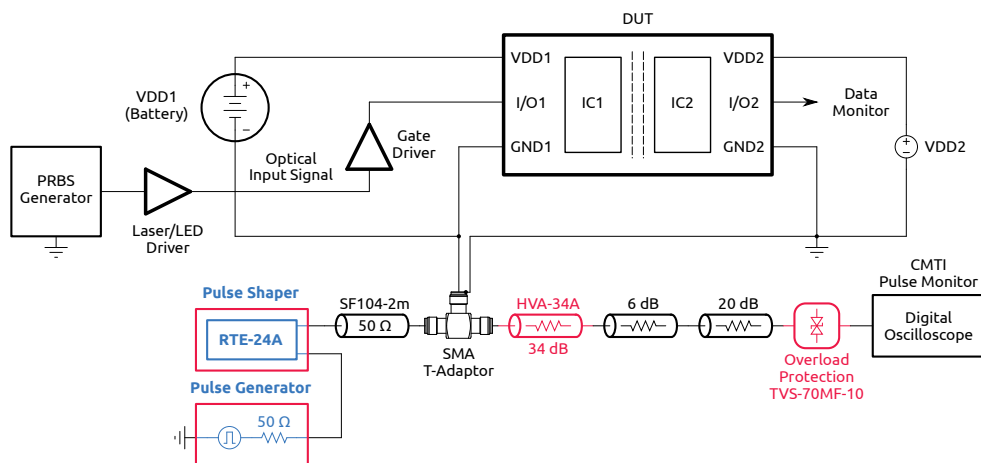 DUT
VDD1
VDD2
VDD1
(Battery)
+
−
I/O1
IC1
IC2
I/O2
Data
Monitor
Gate
Driver
GND1
GND2
+
−
VDD2
Optical
Input Signal
PRBS
Generator
Laser/LED
Driver
CMTI
Pulse Monitor
Pulse Shaper
SF104-2m
HVA-34A
6 dB
20 dB
RTE-24A
50 Ω
34 dB
Digital
Oscilloscope
SMA
T-Adaptor
Overload
Protection
TVS-70MF-10
Pulse Generator
50 Ω